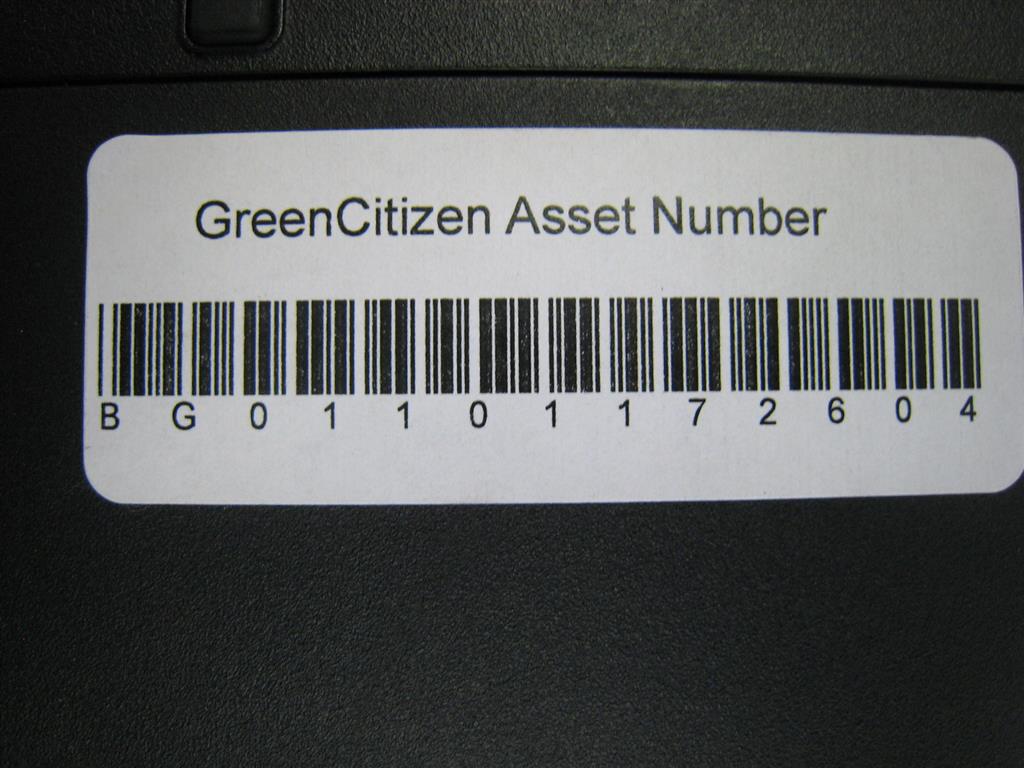 GreenCitizen Asset Number
B G 0 1 1 0 1 1 7 2 6 0 4